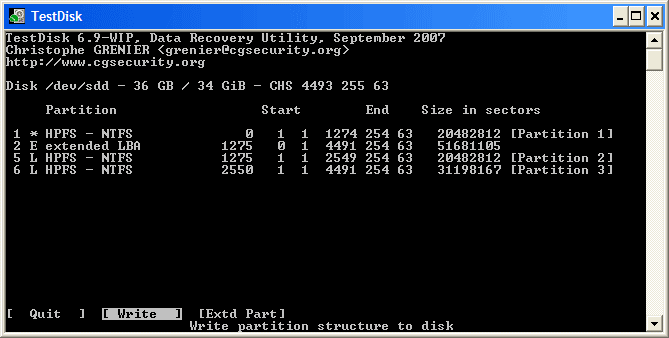 TestDisk
TestDisk 6.9-WIP, Data Recovery Utility, September 2007
Christophe GRENIER <grenier@cgsecurity.org>
http://www.cgsecurity.org
Disk /dev/sdd - 36 GB / 34 GiB - CHS 4493 255 63
Partition Start End Size in sectors
1 * HPFS - NTFS 0 1 1 1274 254 63 20482812 [Partition 1]
2 E extended LBA 1275 0 1 4491 254 63 51681105
5 L HPFS - NTFS 1275 1 1 2549 254 63 20482812 [Partition 2]
6 L HPFS - NTFS 2550 1 1 4491 254 63 31198167 [Partition 3]
[ Quit ] [ Write ] [Extd Part]
Write partition structure to disk